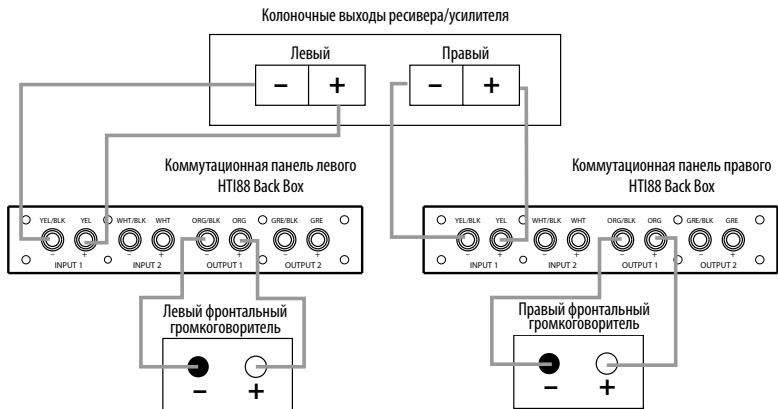 Колоночные выходы ресивера/усилителя
Левый
Правый
– +
– +
Коммутационная панель левого
HTI88 Back Box
Коммутационная панель правого
HTI88 Back Box
YEL/BLK YEL WHT/BLK WHT ORG/BLK ORG GRE/BLK GRE
– + – + – + – +
INPUT 1 INPUT 2 OUTPUT 1 OUTPUT 2
YEL/BLK YEL WHT/BLK WHT ORG/BLK ORG GRE/BLK GRE
– + – + – + – +
INPUT 1 INPUT 2 OUTPUT 1 OUTPUT 2
Левый фронтальный
громкоговоритель
– +
Правый фронтальный
громкоговоритель
– +